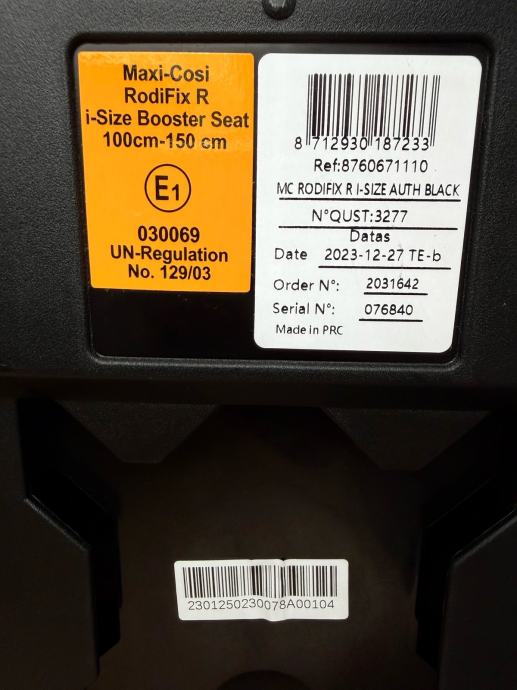 Maxi-Cosi
RodiFix R
i-Size Booster Seat
100cm-150 cm
E1
030069
UN-Regulation
No. 129/03
8 712930 187233
Ref:8760671110
MC RODIFIX R I-SIZE AUTH BLACK
N°QUST:3277
Datas
Date 2023-12-27 TE-b
Order N°: 2031642
Serial N°: 076840
Made in PRC
2301250230078A00104